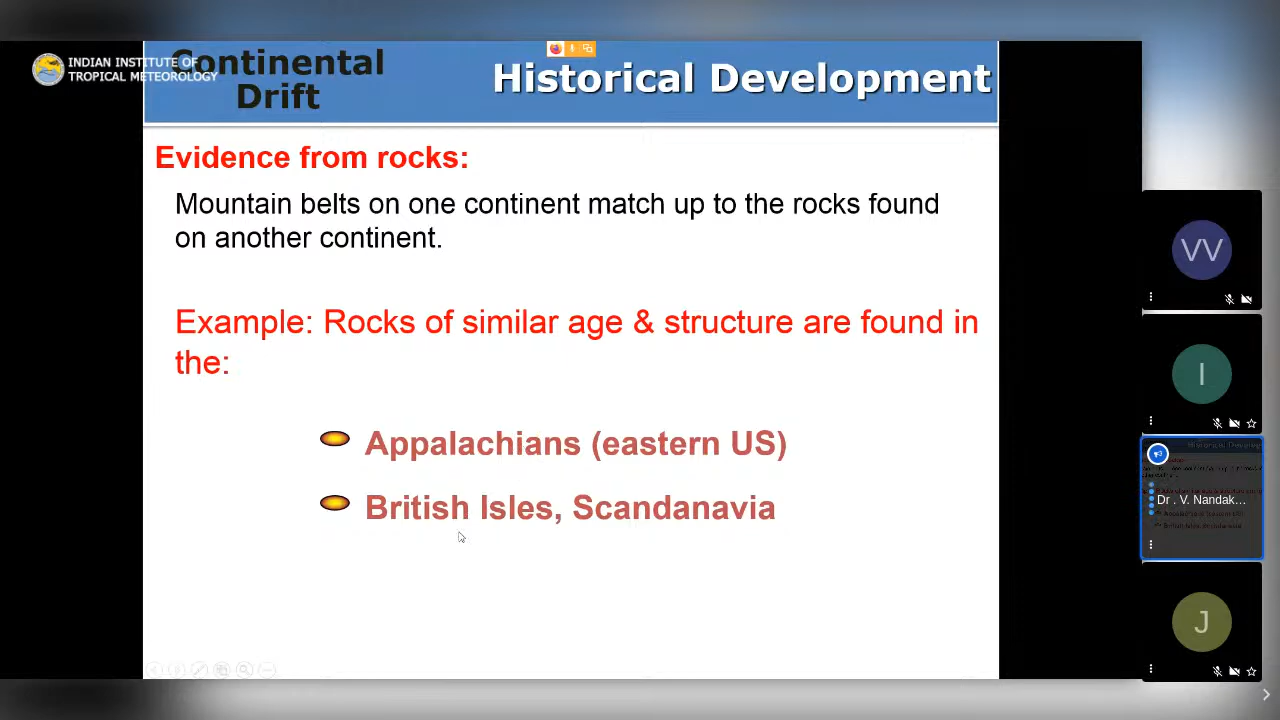 INDIAN INSTITUTE OF
TROPICAL METEOROLOGY
Continental
Drift
Historical Development
Evidence from rocks:
Mountain belts on one continent match up to the rocks found
on another continent.
Example: Rocks of similar age & structure are found in
the:
Appalachians (eastern US)
British Isles, Scandanavia
VV
I
Dr . V. Nandak...
J